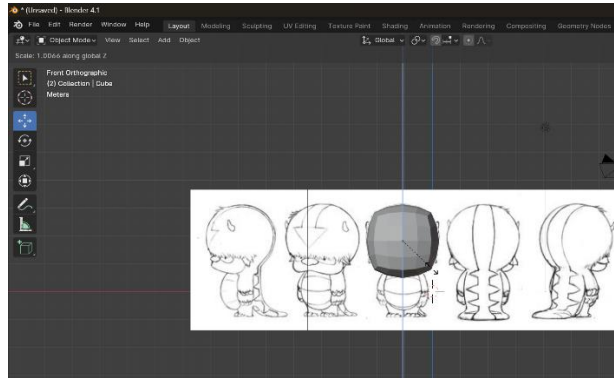 * (Unsaved) - Blender 4.1
File Edit Render Window Help Layout Modeling Sculpting UV Editing Texture Paint Shading Animation Rendering Compositing Geometry Nodes
Object Mode View Select Add Object Global
Scale: 1.0066 along global Z
Front Orthographic
(2) Collection | Cube
Meters